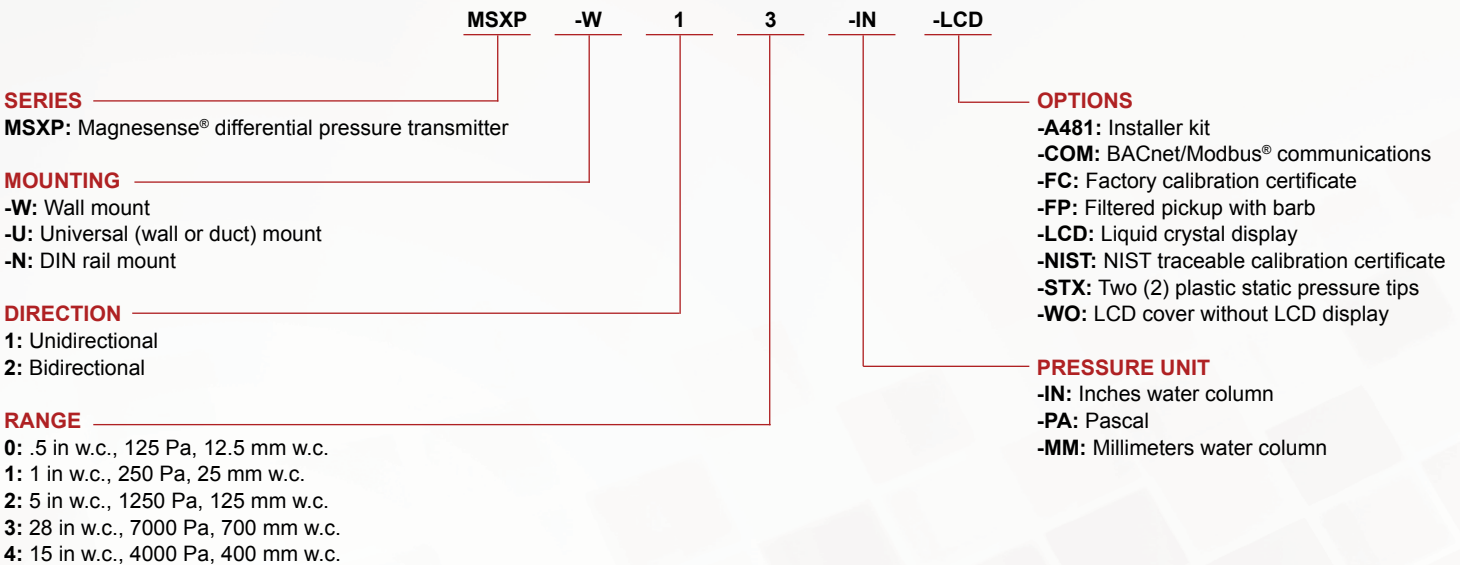 MSXP -W 1 3 -IN -LCD
SERIES
MSXP: Magnesense® differential pressure transmitter
MOUNTING
-W: Wall mount
-U: Universal (wall or duct) mount
-N: DIN rail mount
DIRECTION
1: Unidirectional
2: Bidirectional
RANGE
0: .5 in w.c., 125 Pa, 12.5 mm w.c.
1: 1 in w.c., 250 Pa, 25 mm w.c.
2: 5 in w.c., 1250 Pa, 125 mm w.c.
3: 28 in w.c., 7000 Pa, 700 mm w.c.
4: 15 in w.c., 4000 Pa, 400 mm w.c.
OPTIONS
-A481: Installer kit
-COM: BACnet/Modbus® communications
-FC: Factory calibration certificate
-FP: Filtered pickup with barb
-LCD: Liquid crystal display
-NIST: NIST traceable calibration certificate
-STX: Two (2) plastic static pressure tips
-WO: LCD cover without LCD display
PRESSURE UNIT
-IN: Inches water column
-PA: Pascal
-MM: Millimeters water column